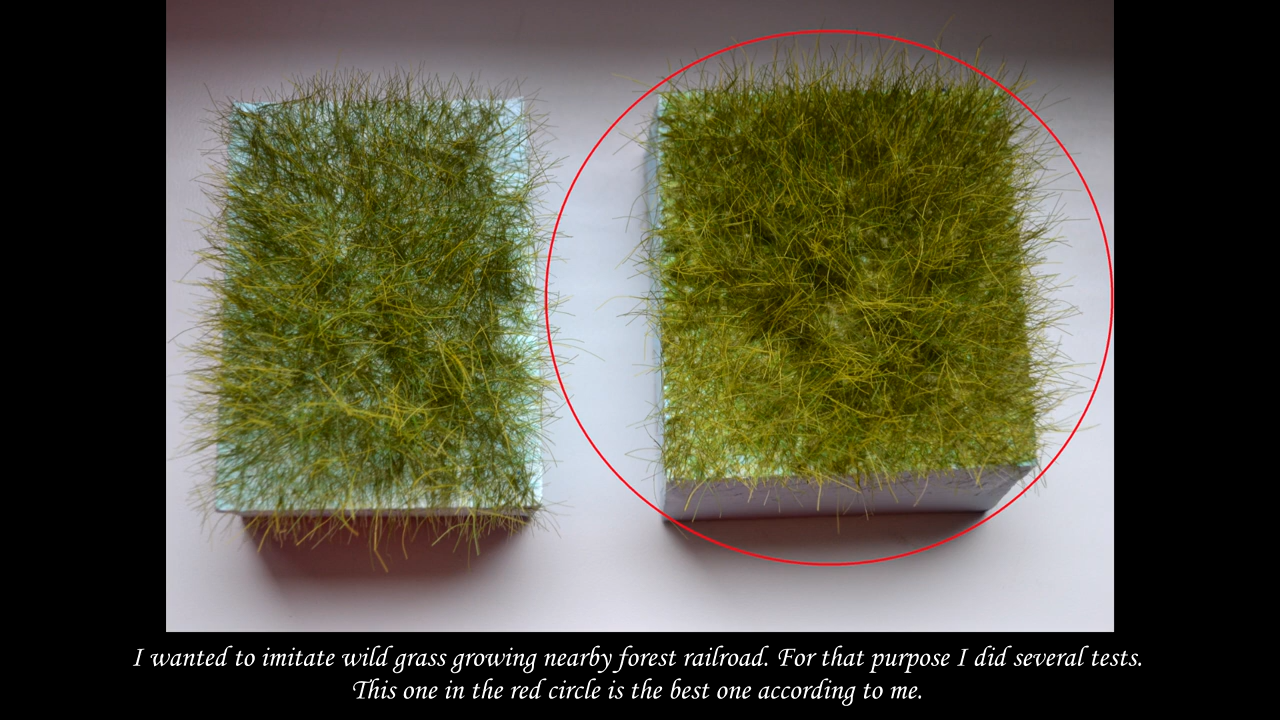 I wanted to imitate wild grass growing nearby forest railroad. For that purpose I did several tests.
This one in the red circle is the best one according to me.